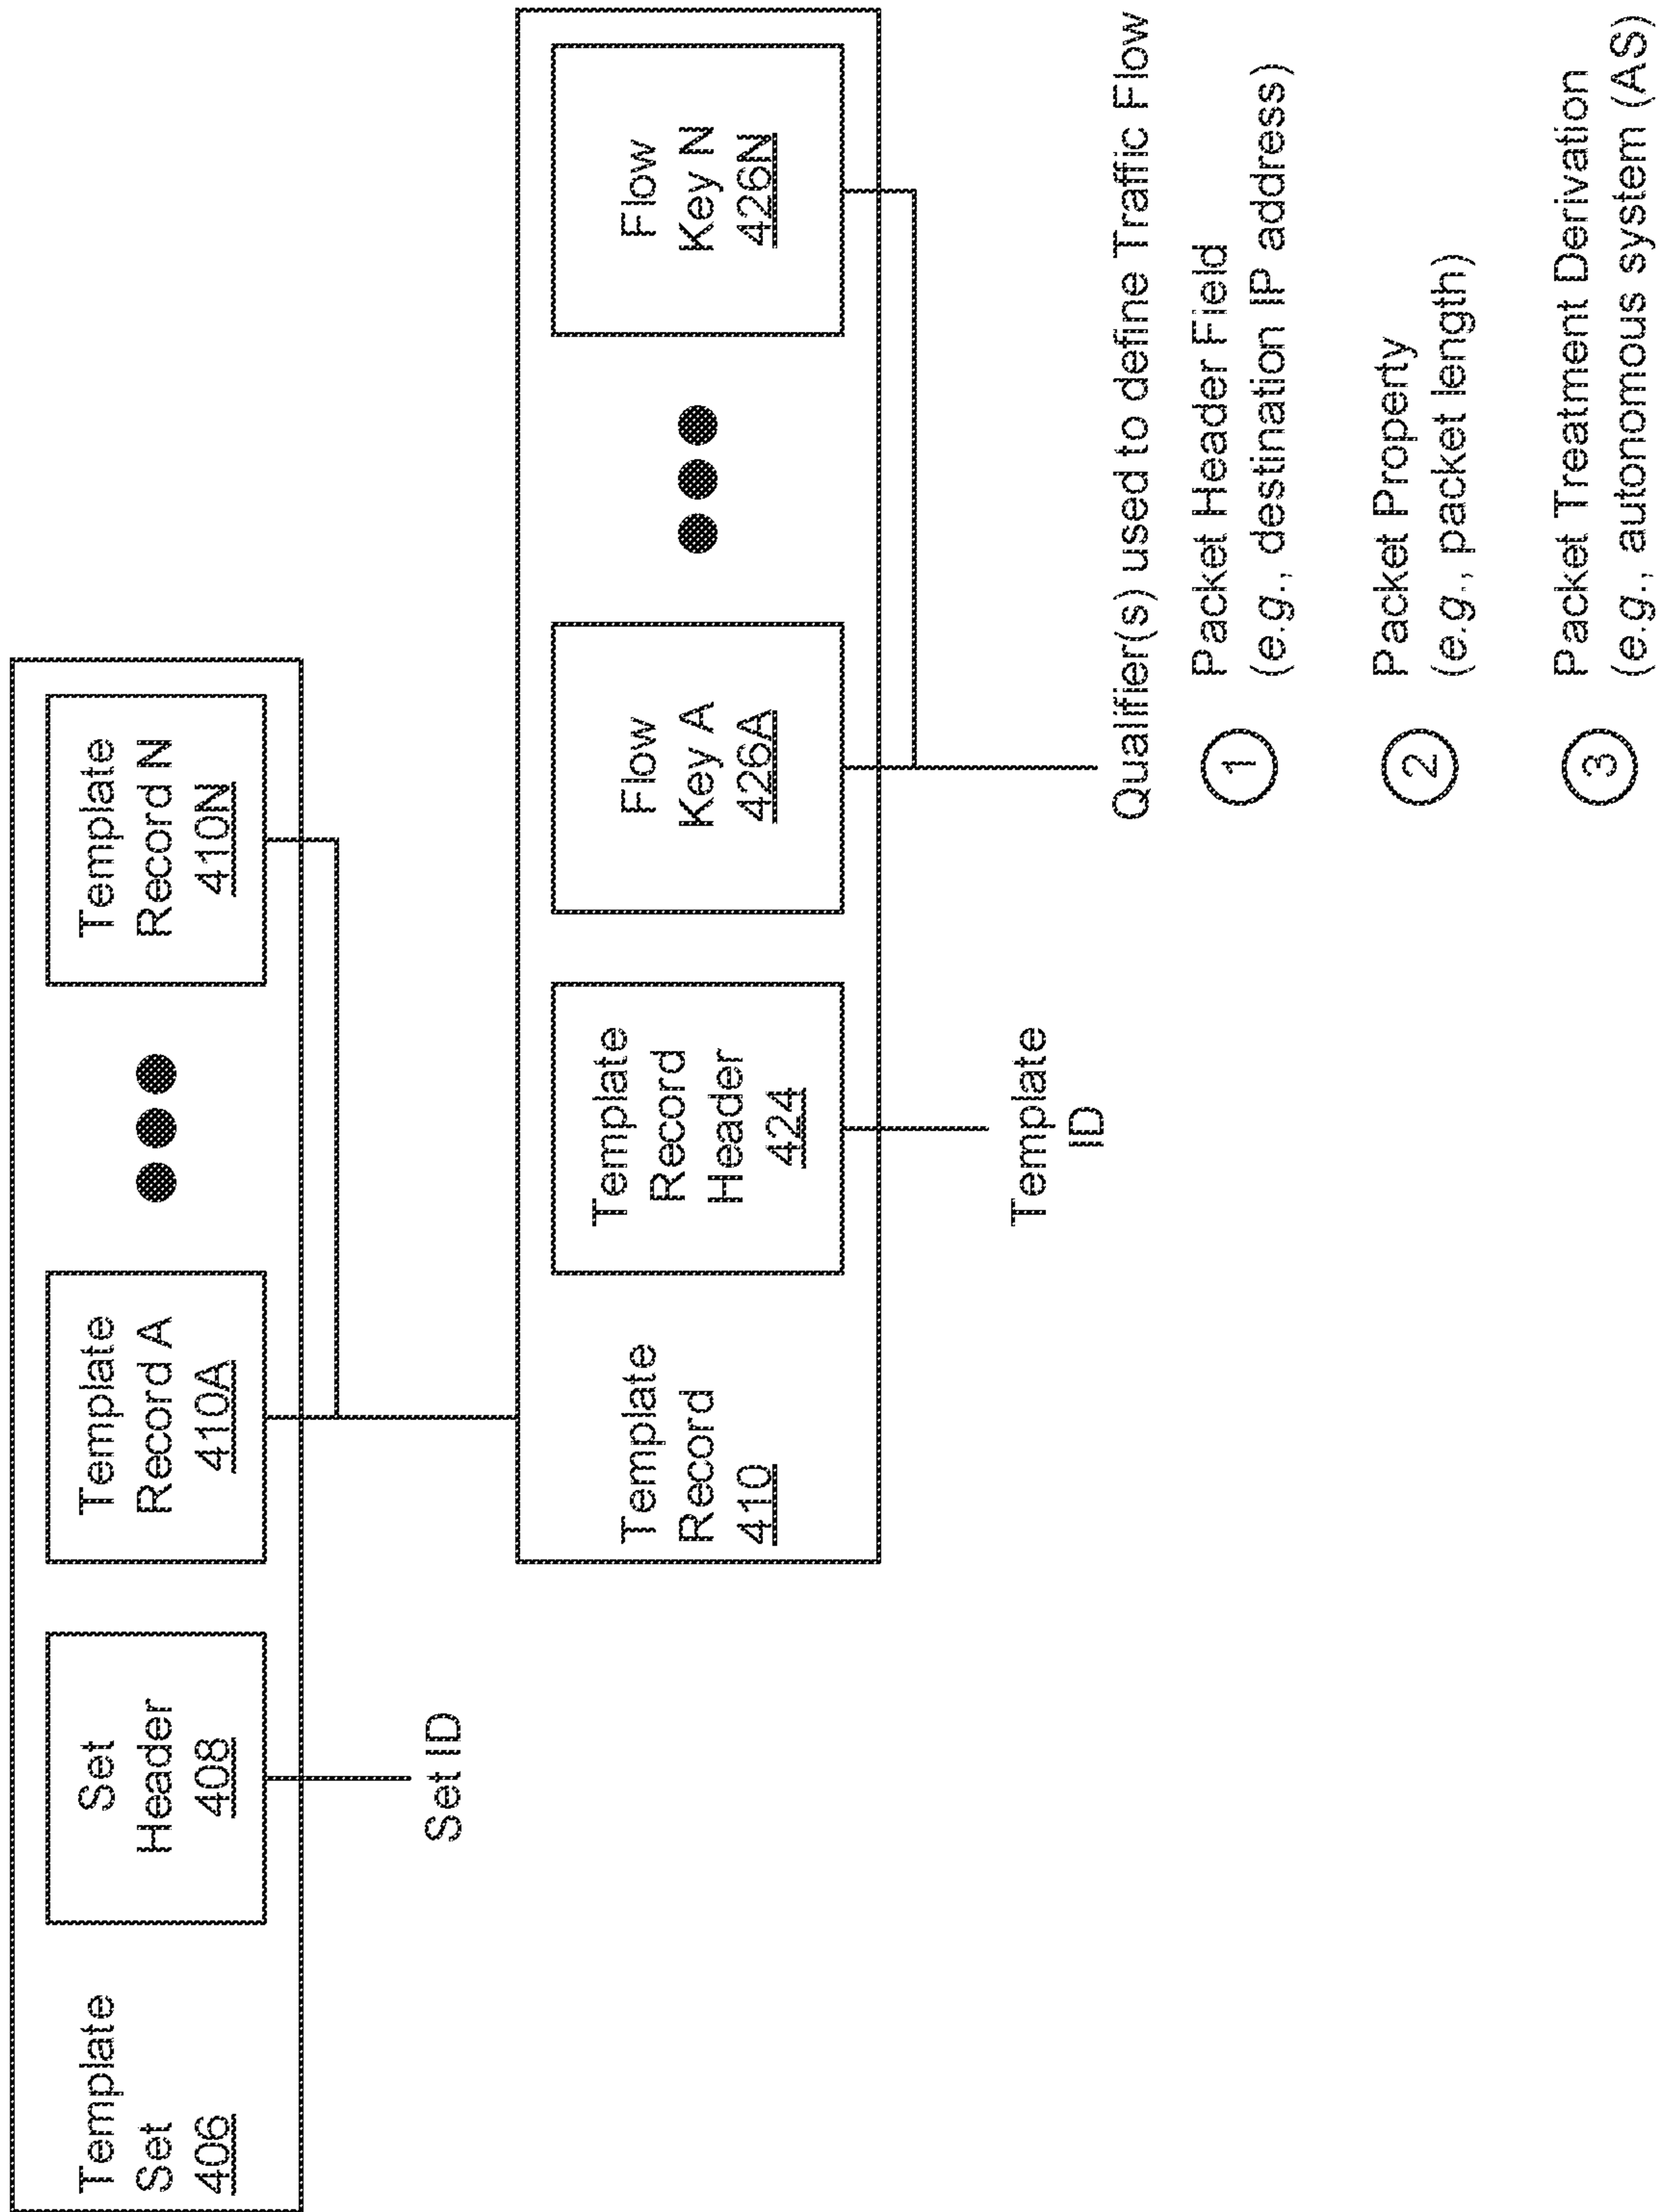 Template
Set
406
Set
Header
408
Template
Record A
410A
Template
Record N
410N
Set ID
Template
Record
410
Template
Record
Header
424
Flow
Key A
426A
Flow
Key N
426N
Template
ID
Qualifier(s) used to define Traffic Flow
1
Packet Header Field
(e.g., destination IP address)
2
Packet Property
(e.g., packet length)
3
Packet Treatment Derivation
(e.g., autonomous system (AS)